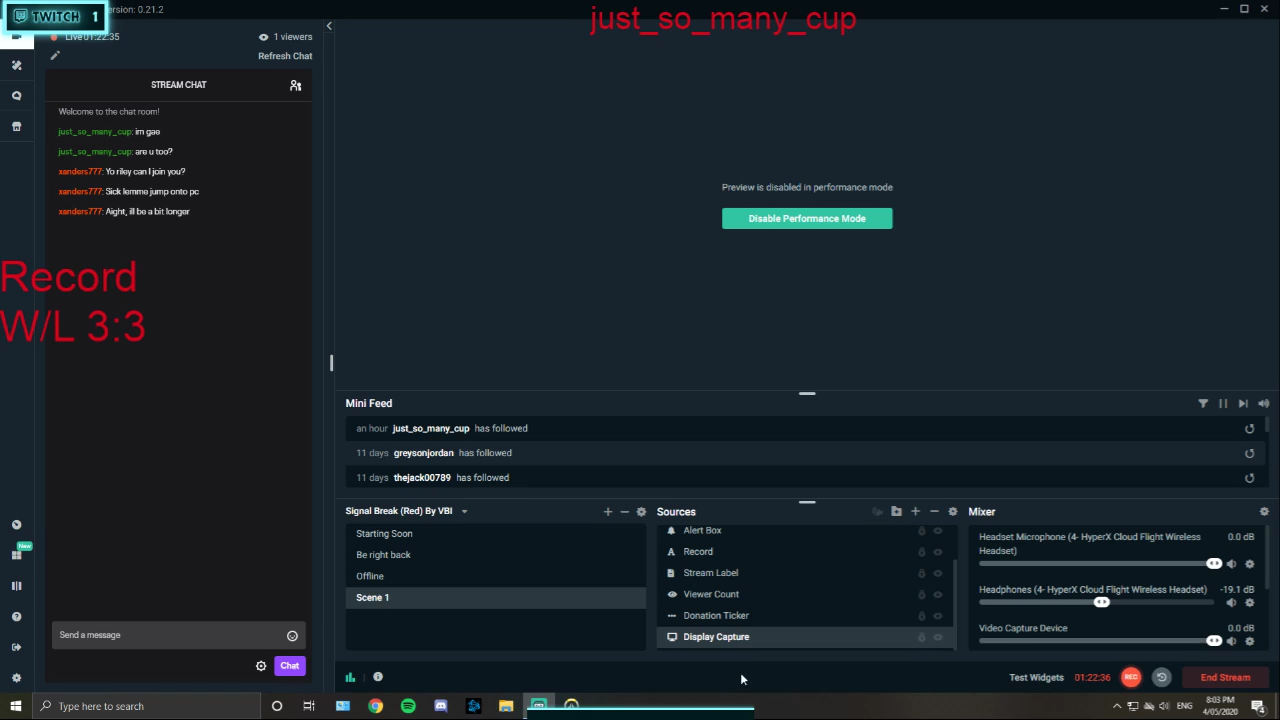 TWITCH 1
ersion: 0.21.2
just_so_many_cup
Live 01:22:35
1 viewers
Refresh Chat
STREAM CHAT
Welcome to the chat room!
just_so_many_cup: im gae
just_so_many_cup: are u too?
xanders777: Yo riley can I join you?
xanders777: Sick lemme jump onto pc
xanders777: Aight, ill be a bit longer
Record
W/L 3:3
Send a message
Chat
New
Preview is disabled in performance mode
Disable Performance Mode
Mini Feed
an hour just_so_many_cup has followed
11 days greysonjordan has followed
11 days thejack00789 has followed
Signal Break (Red) By VBI
Starting Soon
Be right back
Offline
Scene 1
Sources
Alert Box
Record
Stream Label
Viewer Count
Donation Ticker
Display Capture
Mixer
Headset Microphone (4- HyperX Cloud Flight Wireless
Headset)
0.0 dB
Headphones (4- HyperX Cloud Flight Wireless Headset)
-19.1 dB
Video Capture Device
0.0 dB
Test Widgets
01:22:36
REC
End Stream
Type here to search
ENG
8:03 PM
4/05/2020
4